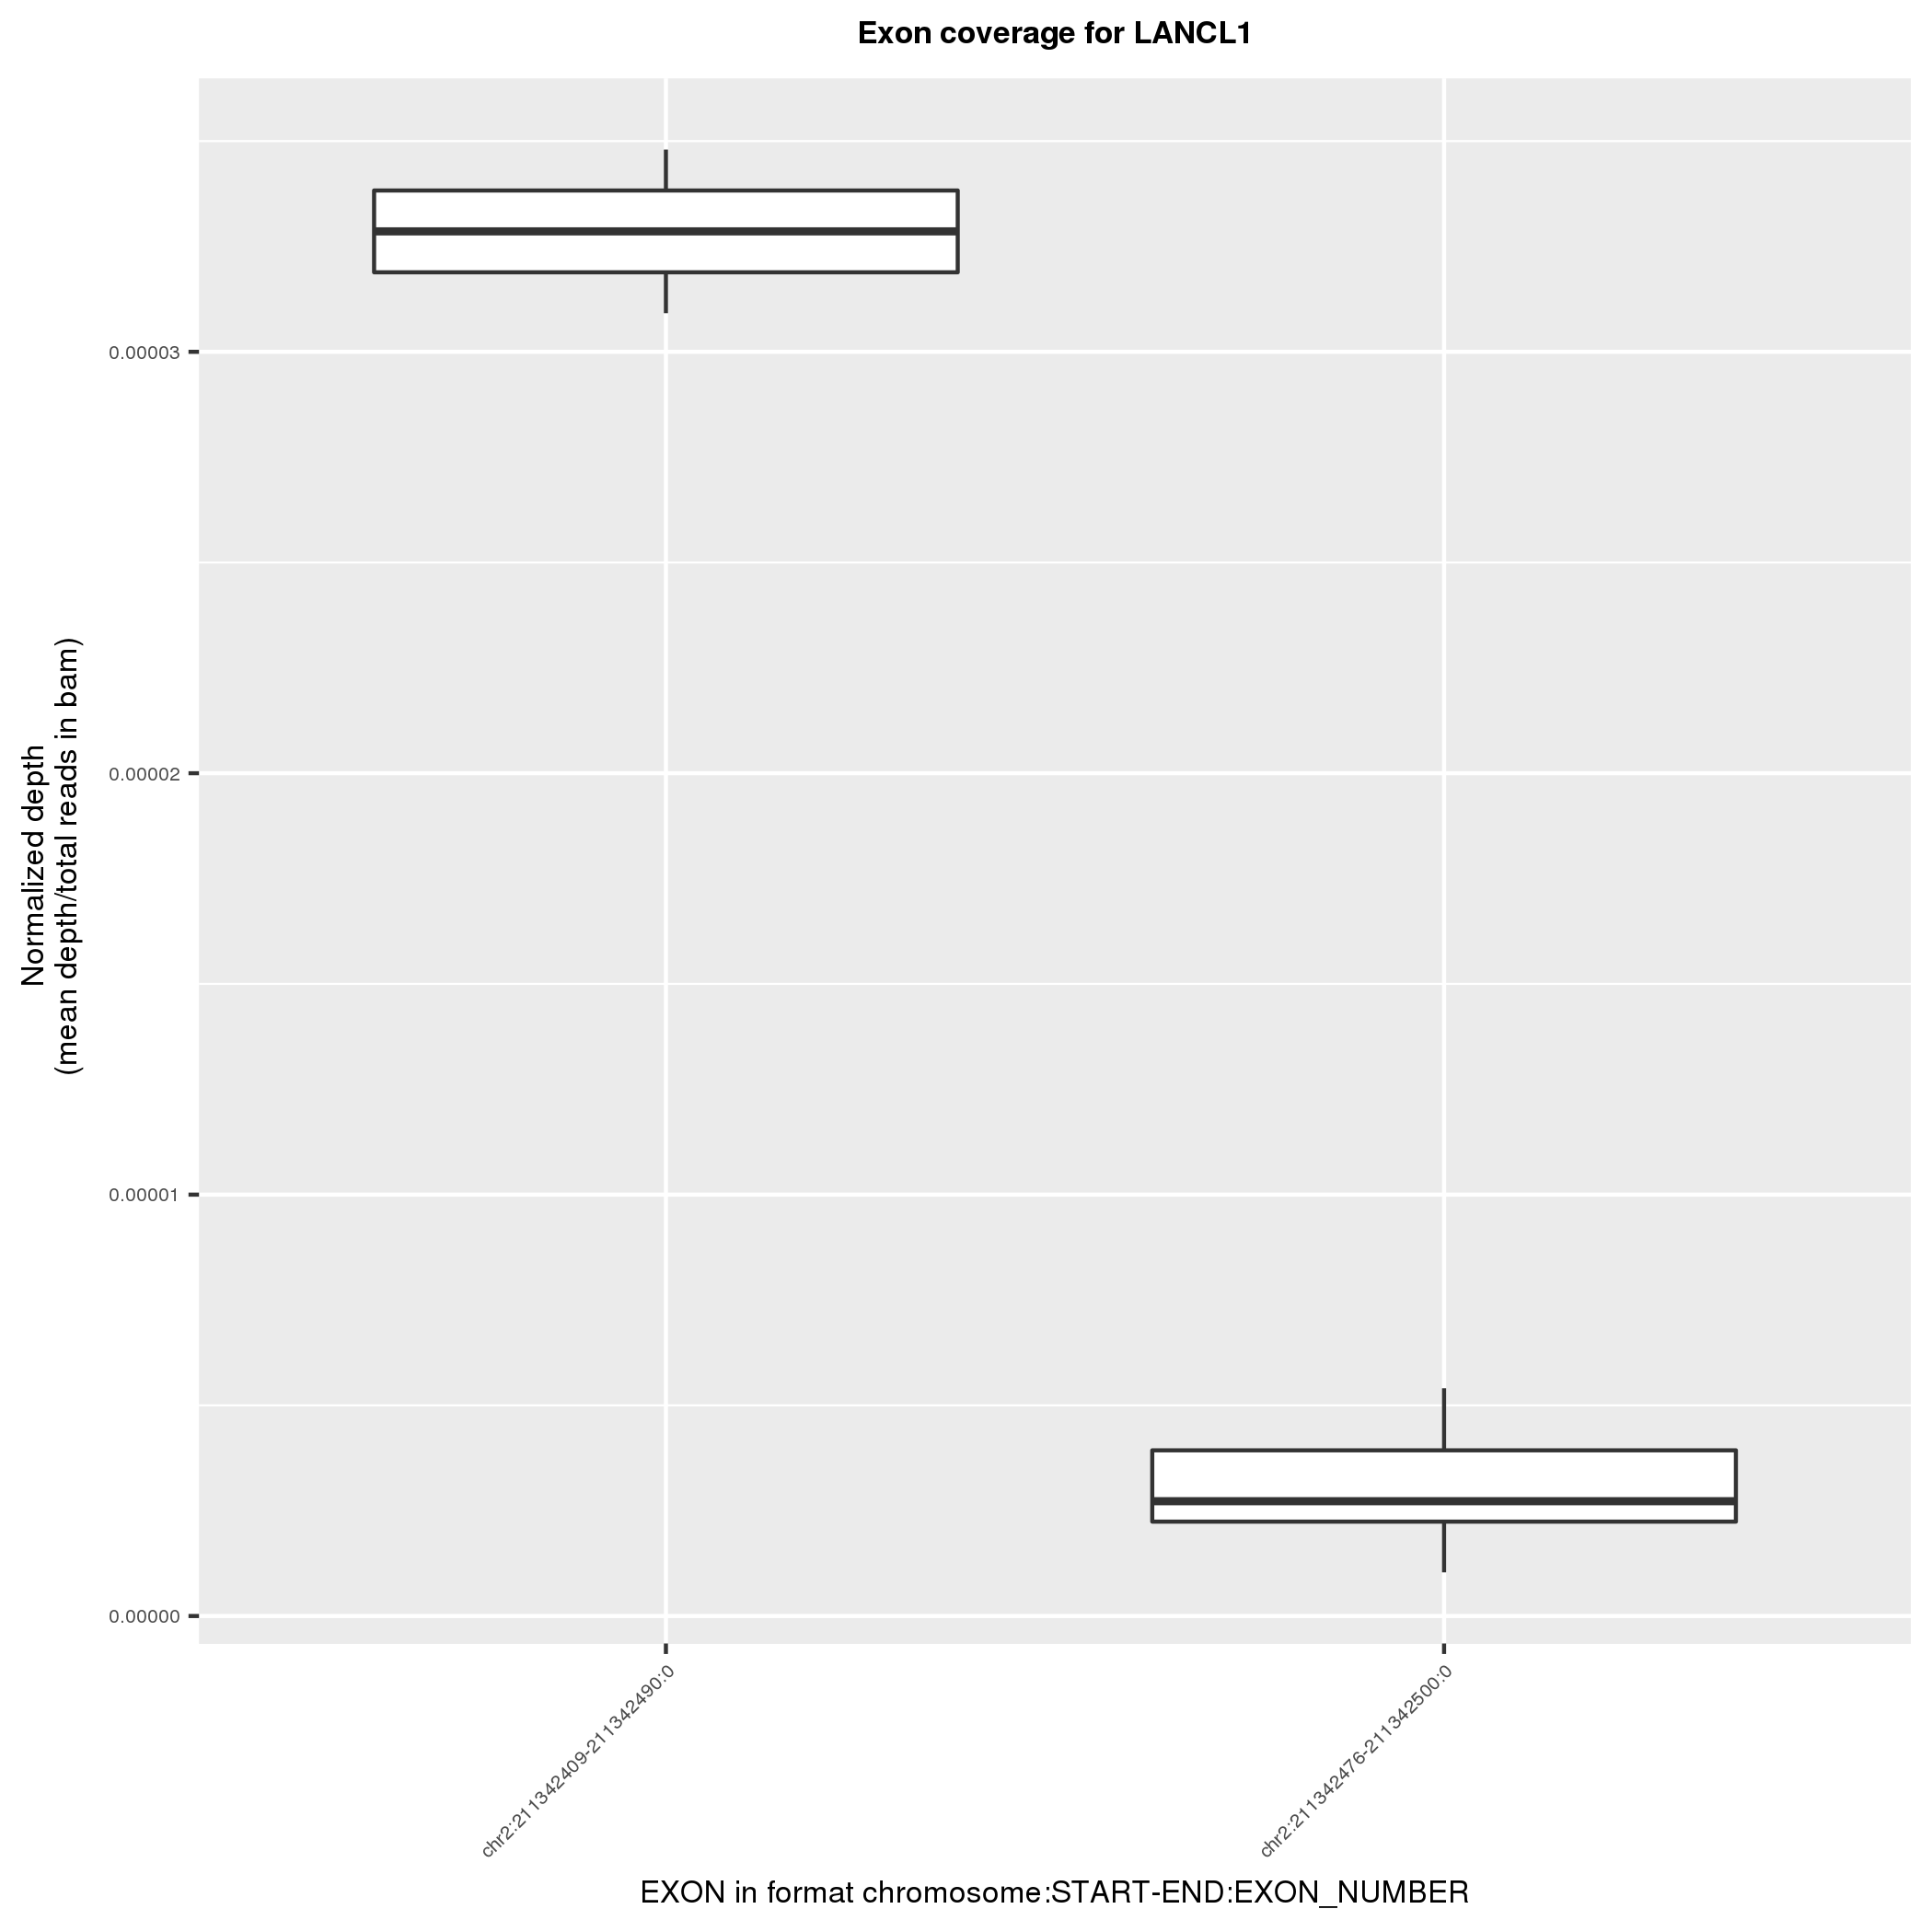 Exon coverage for LANCL1
Normalized depth
(mean depth/total reads in bam)
0.00003
0.00002
0.00001
0.00000
chr2:211342409-211342490:0
chr2:211342476-211342500:0
EXON in format chromosome:START-END:EXON_NUMBER